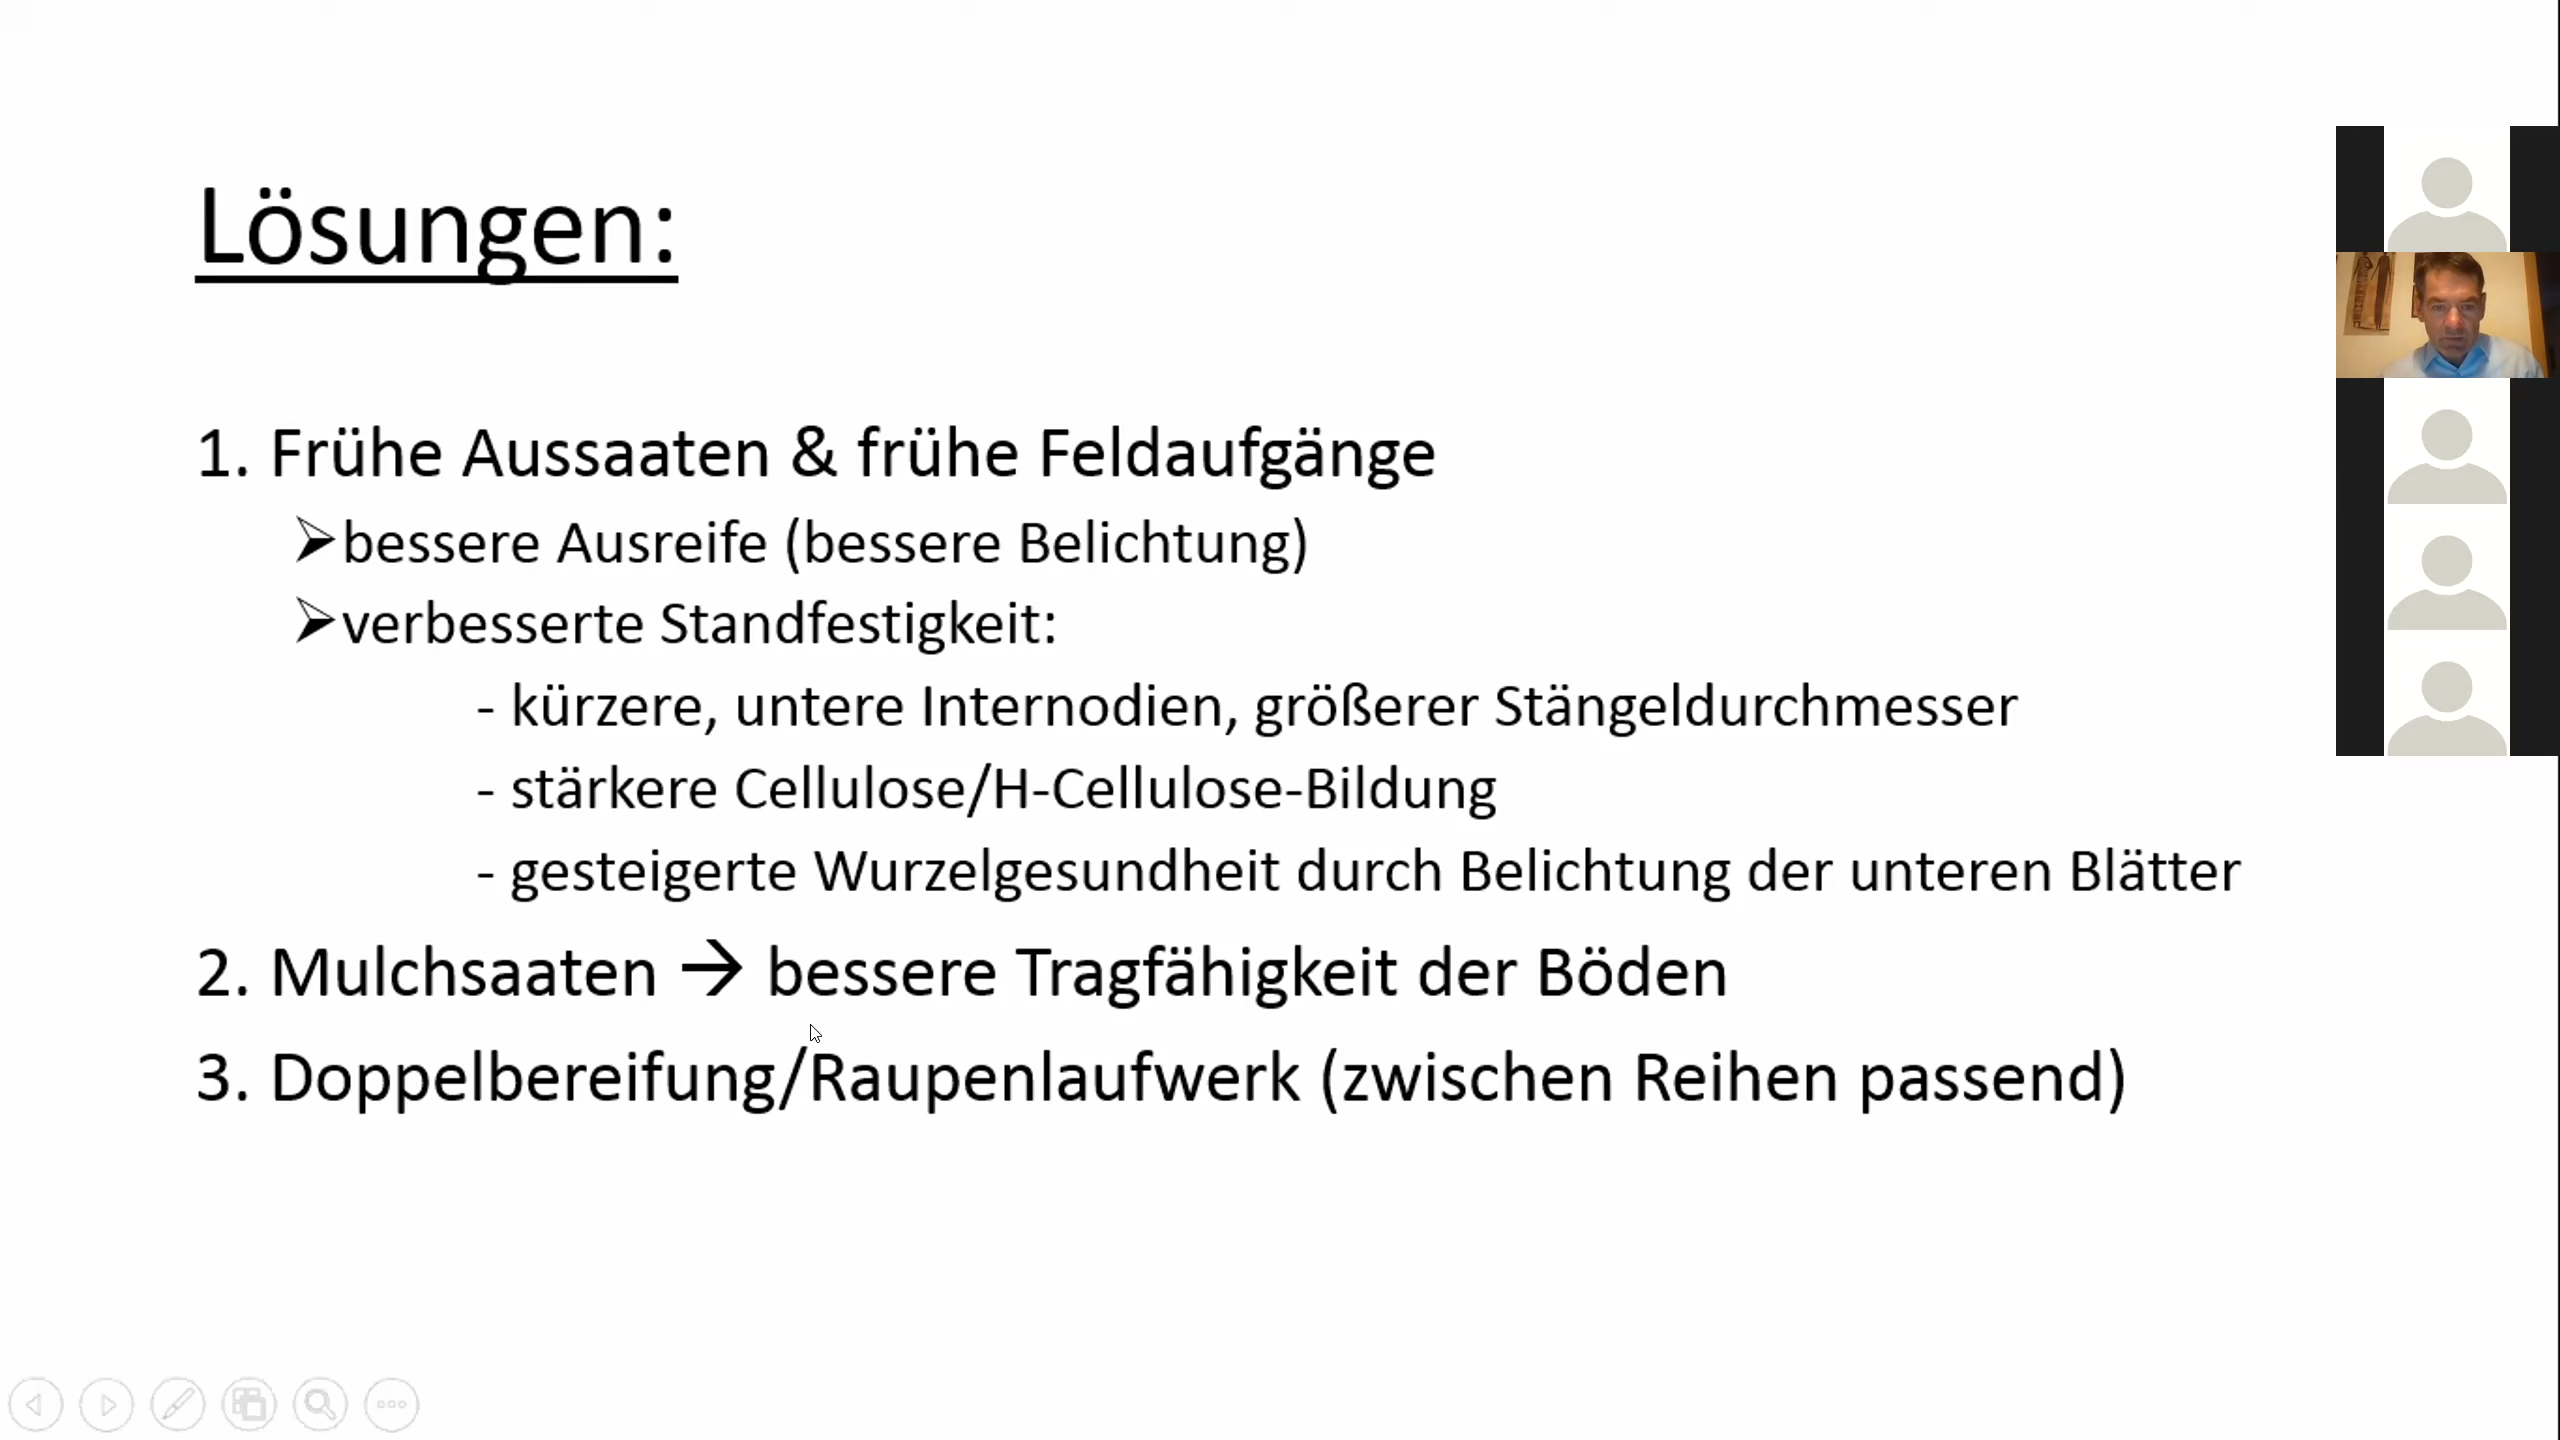 Lösungen:
1. Frühe Aussaaten & frühe Feldaufgänge
➢bessere Ausreife (bessere Belichtung)
➢verbesserte Standfestigkeit:
- kürzere, untere Internodien, größerer Stängeldurchmesser
- stärkere Cellulose/H-Cellulose-Bildung
- gesteigerte Wurzelgesundheit durch Belichtung der unteren Blätter
2. Mulchsaaten → bessere Tragfähigkeit der Böden
3. Doppelbereifung/Raupenlaufwerk (zwischen Reihen passend)